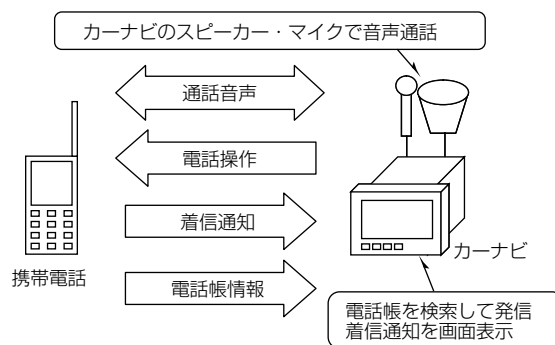 カーナビのスピーカー・マイクで音声通話
通話音声
電話操作
着信通知
電話帳情報
携帯電話
カーナビ
電話帳を検索して発信
着信通知を画面表示